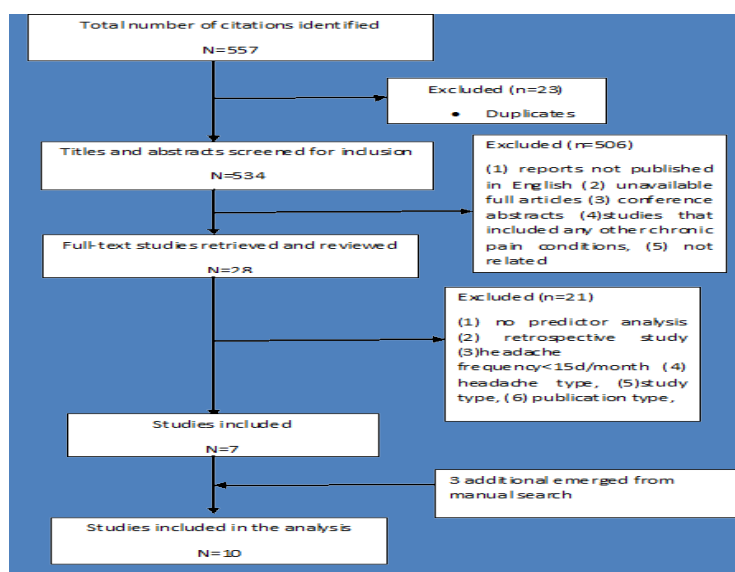 Total number of citations identified
N=557
Excluded (n=23)
• Duplicates
Titles and abstracts screened for inclusion
N=534
Excluded (n=506)
(1) reports not published
in English (2) unavailable
full articles (3) conference
abstracts (4)studies that
included any other chronic
pain conditions, (5) not
related
Full-text studies retrieved and reviewed
N=28
Excluded (n=21)
(1) no predictor analysis
(2) retrospective study
(3)headache
frequency<15d/month (4)
headache type, (5)study
type, (6) publication type,
Studies included
N=7
3 additional emerged from
manual search
Studies included in the analysis
N=10